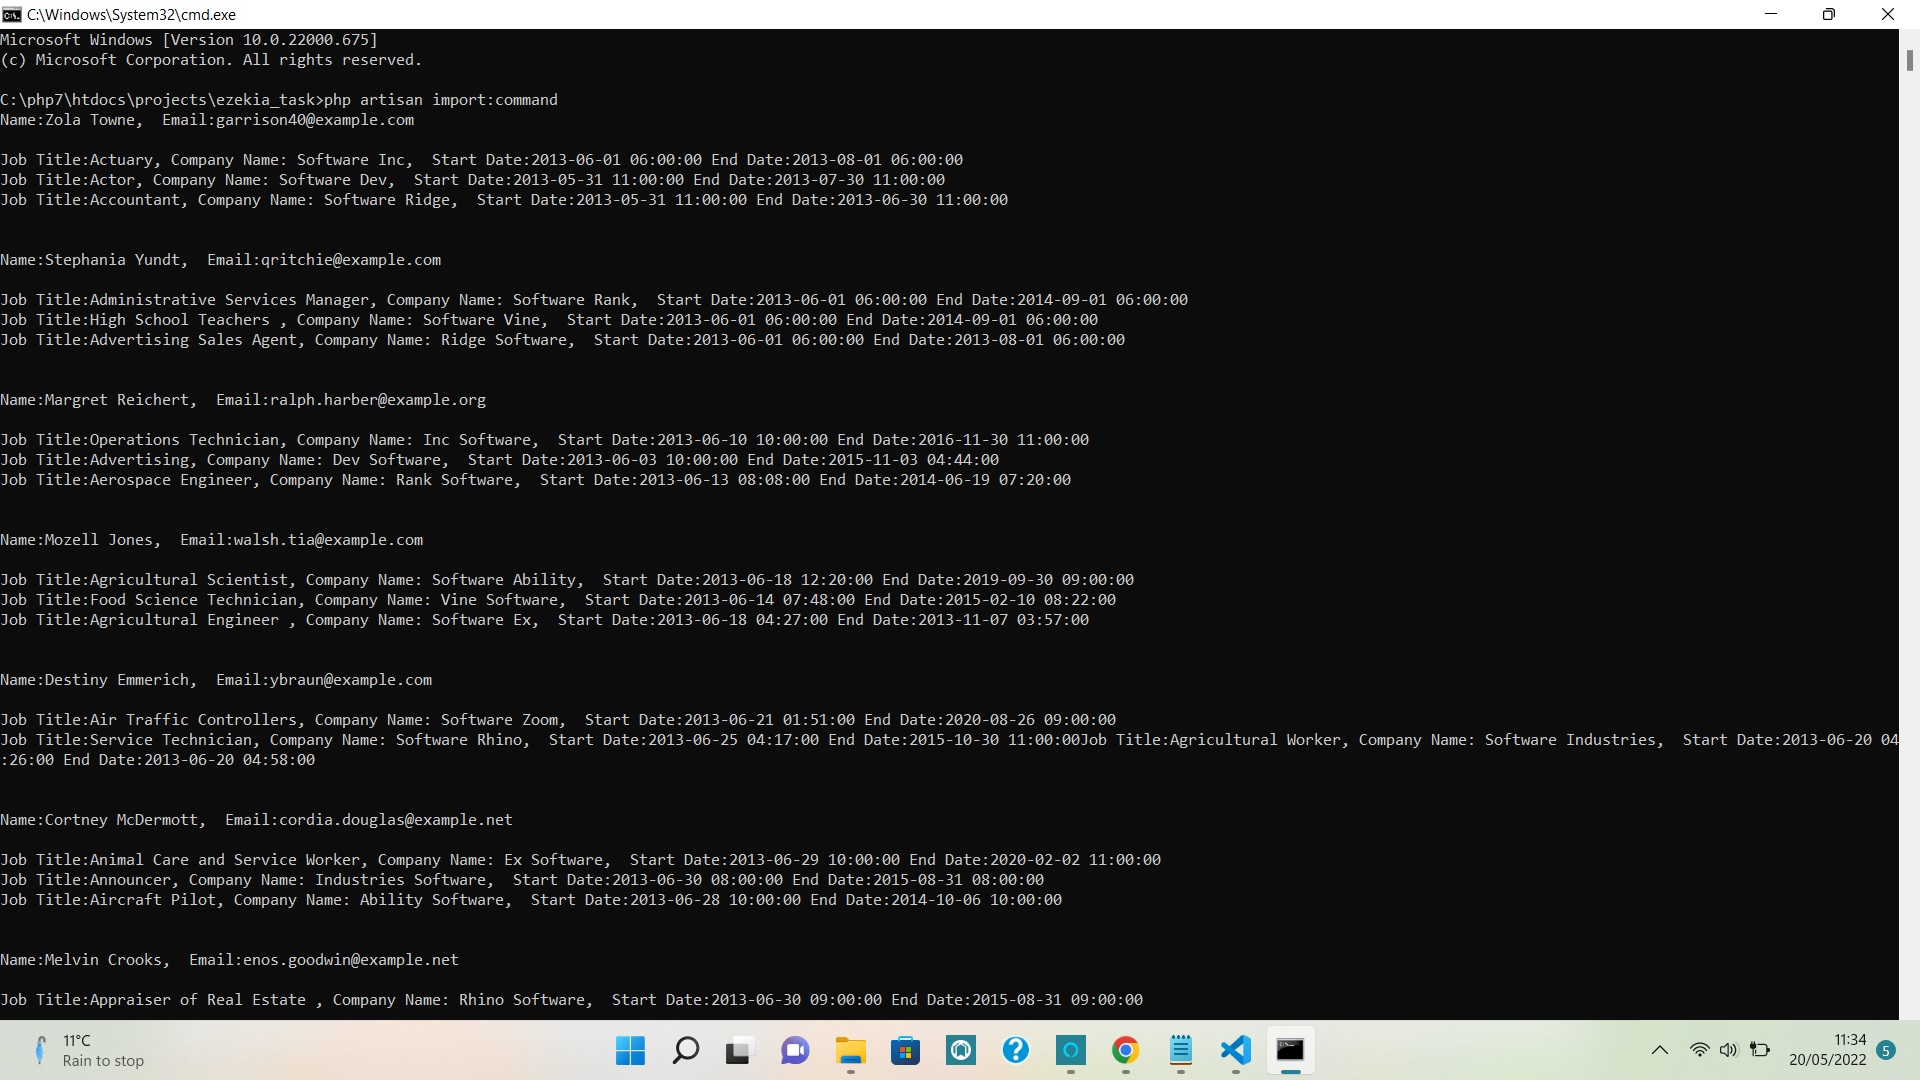 C:\Windows\System32\cmd.exe
Microsoft Windows [Version 10.0.22000.675]
(c) Microsoft Corporation. All rights reserved.
C:\php7\htdocs\projects\ezekia_task>php artisan import:command
Name:Zola Towne,  Email:garrison40@example.com
Job Title:Actuary, Company Name: Software Inc,  Start Date:2013-06-01 06:00:00 End Date:2013-08-01 06:00:00
Job Title:Actor, Company Name: Software Dev,  Start Date:2013-05-31 11:00:00 End Date:2013-07-30 11:00:00
Job Title:Accountant, Company Name: Software Ridge,  Start Date:2013-05-31 11:00:00 End Date:2013-06-30 11:00:00
Name:Stephania Yundt,  Email:qritchie@example.com
Job Title:Administrative Services Manager, Company Name: Software Rank,  Start Date:2013-06-01 06:00:00 End Date:2014-09-01 06:00:00
Job Title:High School Teachers , Company Name: Software Vine,  Start Date:2013-06-01 06:00:00 End Date:2014-09-01 06:00:00
Job Title:Advertising Sales Agent, Company Name: Ridge Software,  Start Date:2013-06-01 06:00:00 End Date:2013-08-01 06:00:00
Name:Margret Reichert,  Email:ralph.harber@example.org
Job Title:Operations Technician, Company Name: Inc Software,  Start Date:2013-06-10 10:00:00 End Date:2016-11-30 11:00:00
Job Title:Advertising, Company Name: Dev Software,  Start Date:2013-06-03 10:00:00 End Date:2015-11-03 04:44:00
Job Title:Aerospace Engineer, Company Name: Rank Software,  Start Date:2013-06-13 08:08:00 End Date:2014-06-19 07:20:00
Name:Mozell Jones,  Email:walsh.tia@example.com
Job Title:Agricultural Scientist, Company Name: Software Ability,  Start Date:2013-06-18 12:20:00 End Date:2019-09-30 09:00:00
Job Title:Food Science Technician, Company Name: Vine Software,  Start Date:2013-06-14 07:48:00 End Date:2015-02-10 08:22:00
Job Title:Agricultural Engineer , Company Name: Software Ex,  Start Date:2013-06-18 04:27:00 End Date:2013-11-07 03:57:00
Name:Destiny Emmerich,  Email:ybraun@example.com
Job Title:Air Traffic Controllers, Company Name: Software Zoom,  Start Date:2013-06-21 01:51:00 End Date:2020-08-26 09:00:00
Job Title:Service Technician, Company Name: Software Rhino,  Start Date:2013-06-25 04:17:00 End Date:2015-10-30 11:00:00Job Title:Agricultural Worker, Company Name: Software Industries,  Start Date:2013-06-20 04
:26:00 End Date:2013-06-20 04:58:00
Name:Cortney McDermott,  Email:cordia.douglas@example.net
Job Title:Animal Care and Service Worker, Company Name: Ex Software,  Start Date:2013-06-29 10:00:00 End Date:2020-02-02 11:00:00
Job Title:Announcer, Company Name: Industries Software,  Start Date:2013-06-30 08:00:00 End Date:2015-08-31 08:00:00
Job Title:Aircraft Pilot, Company Name: Ability Software,  Start Date:2013-06-28 10:00:00 End Date:2014-10-06 10:00:00
Name:Melvin Crooks,  Email:enos.goodwin@example.net
Job Title:Appraiser of Real Estate , Company Name: Rhino Software,  Start Date:2013-06-30 09:00:00 End Date:2015-08-31 09:00:00
11°C
Rain to stop
11:34
20/05/2022
5